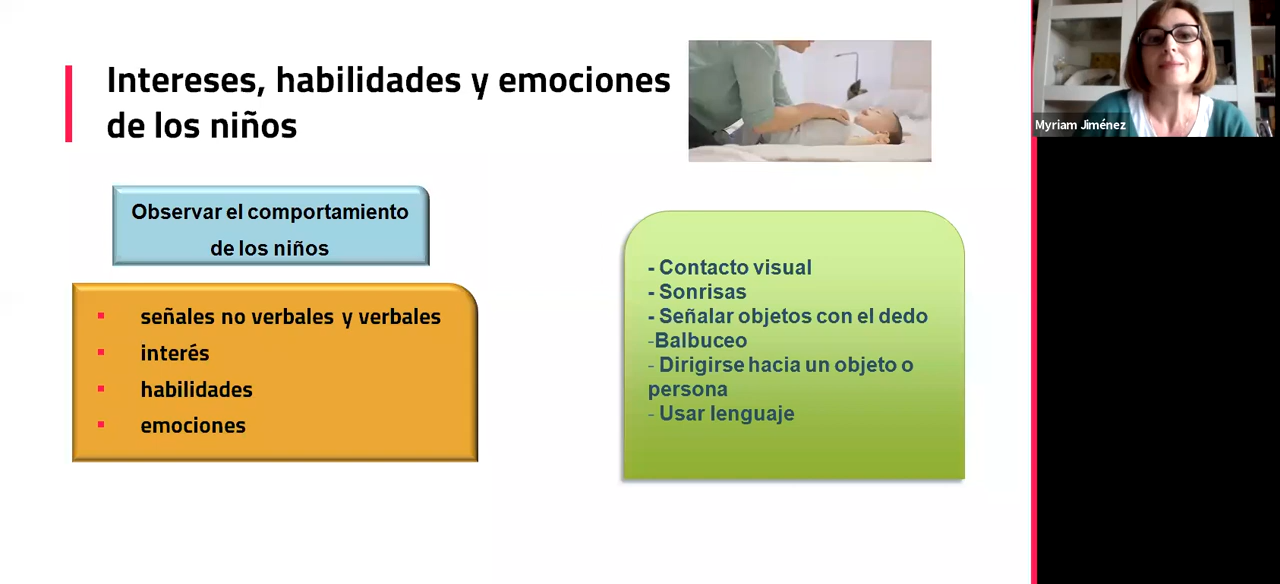 Intereses, habilidades y emociones
de los niños
Observar el comportamiento
de los niños
▪ señales no verbales y verbales
▪ interés
▪ habilidades
▪ emociones
- Contacto visual
- Sonrisas
- Señalar objetos con el dedo
-Balbuceo
- Dirigirse hacia un objeto o
persona
- Usar lenguaje
Myriam Jiménez